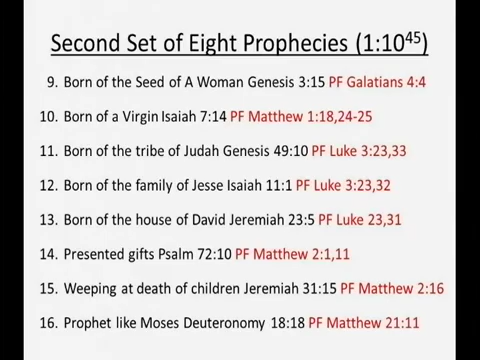 Second Set of Eight Prophecies (1:10⁴⁵)
9. Born of the Seed of A Woman Genesis 3:15 PF Galatians 4:4
10. Born of a Virgin Isaiah 7:14 PF Matthew 1:18,24-25
11. Born of the tribe of Judah Genesis 49:10 PF Luke 3:23,33
12. Born of the family of Jesse Isaiah 11:1 PF Luke 3:23,32
13. Born of the house of David Jeremiah 23:5 PF Luke 23,31
14. Presented gifts Psalm 72:10 PF Matthew 2:1,11
15. Weeping at death of children Jeremiah 31:15 PF Matthew 2:16
16. Prophet like Moses Deuteronomy 18:18 PF Matthew 21:11